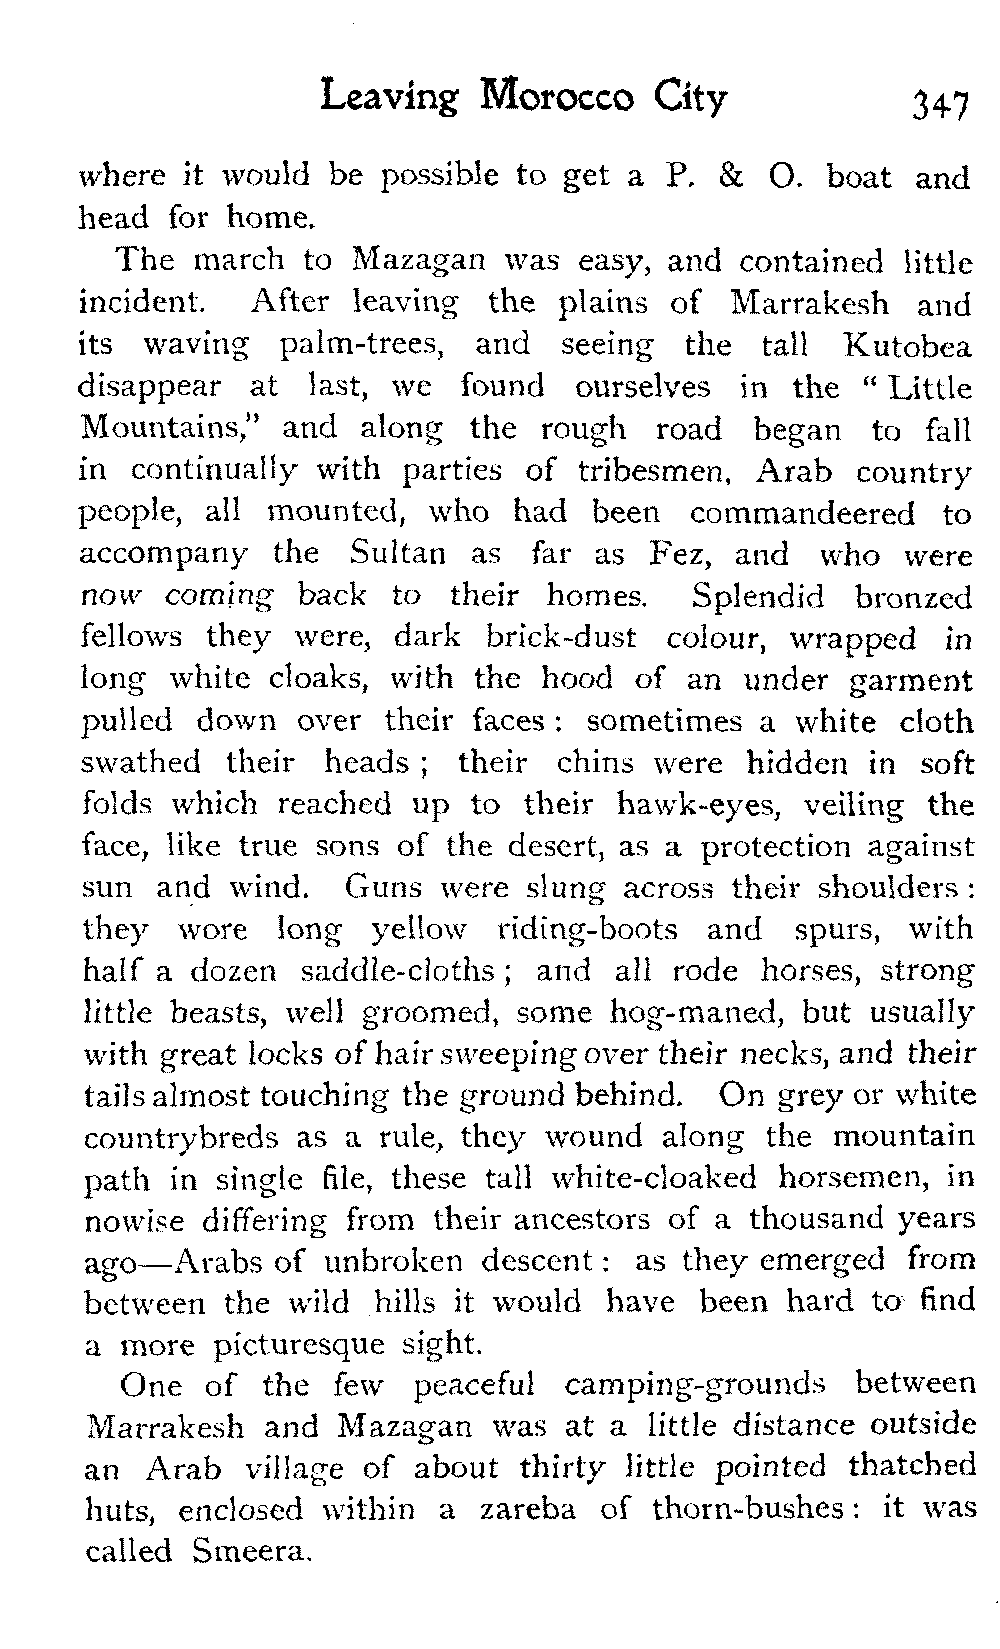 Leaving Morocco City 347
where it would be possible to get a P. & O. boat and
head for home.
The march to Mazagan was easy, and contained little
incident. After leaving the plains of Marrakesh and
its waving palm-trees, and seeing the tall Kutobea
disappear at last, we found ourselves in the " Little
Mountains," and along the rough road began to fall
in continually with parties of tribesmen, Arab country
people, all mounted, who had been commandeered to
accompany the Sultan as far as Fez, and who were
now coming back to their homes. Splendid bronzed
fellows they were, dark brick-dust colour, wrapped in
long white cloaks, with the hood of an under garment
pulled down over their faces : sometimes a white cloth
swathed their heads ; their chins were hidden in soft
folds which reached up to their hawk-eyes, veiling the
face, like true sons of the desert, as a protection against
sun and wind. Guns were slung across their shoulders :
they wore long yellow riding-boots and spurs, with
half a dozen saddle-cloths ; and all rode horses, strong
little beasts, well groomed, some hog-maned, but usually
with great locks of hair sweeping over their necks, and their
tails almost touching the ground behind. On grey or white
countrybreds as a rule, they wound along the mountain
path in single file, these tall white-cloaked horsemen, in
nowise differing from their ancestors of a thousand years
ago—Arabs of unbroken descent : as they emerged from
between the wild hills it would have been hard to find
a more picturesque sight.
One of the few peaceful camping-grounds between
Marrakesh and Mazagan was at a little distance outside
an Arab village of about thirty little pointed thatched
huts, enclosed within a zareba of thorn-bushes : it was
called Smeera.